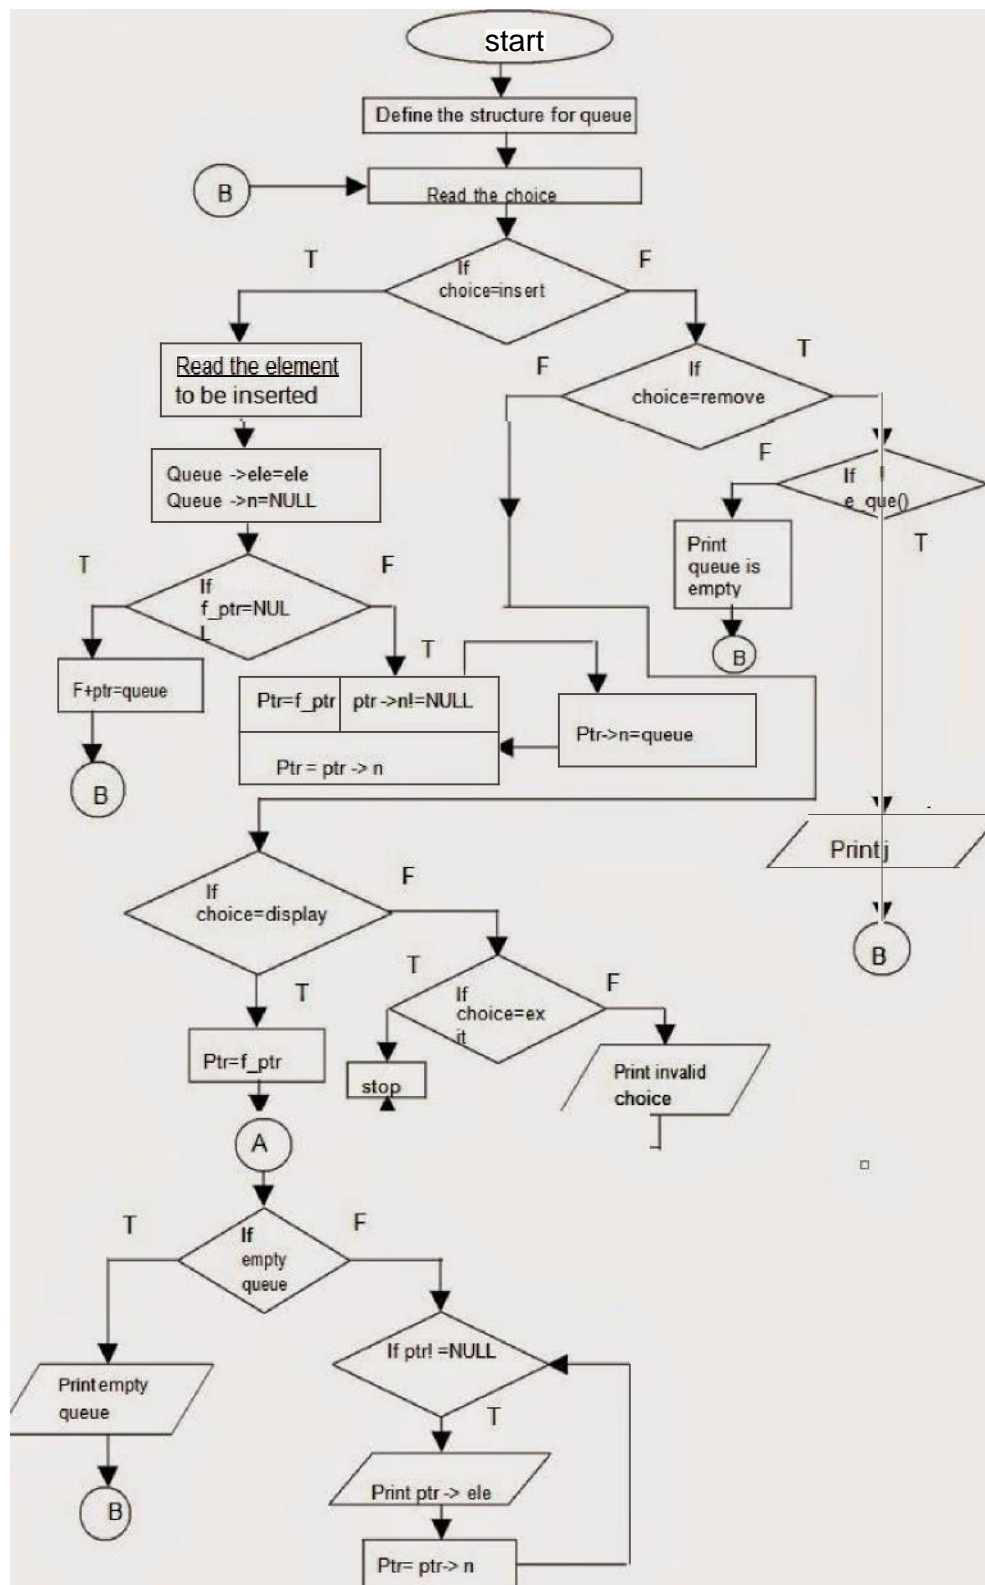 start
Define the structure for queue
B
Read the choice
T
F
If
choice=insert
Read the element
to be inserted
F
If
choice=remove
T
Queue ->ele=ele
Queue ->n=NULL
F
If !
e_que()
T
Print
queue is
empty
B
T
If
f_ptr=NUL
L
F
F+ptr=queue
B
T
Ptr=f_ptr
ptr ->n!=NULL
Ptr = ptr -> n
Ptr->n=queue
Print j
B
If
choice=display
F
T
T
If
choice=ex
it
F
Ptr=f_ptr
stop
Print invalid
choice
A
T
If
empty
queue
F
Print empty
queue
B
If ptr! =NULL
T
Print ptr -> ele
Ptr= ptr-> n